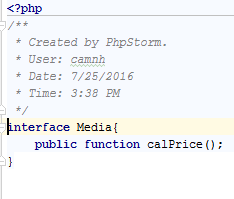 <?php
/**
 * Created by PhpStorm.
 * User: camnh
 * Date: 7/25/2016
 * Time: 3:38 PM
 */
interface Media{
    public function calPrice();
}